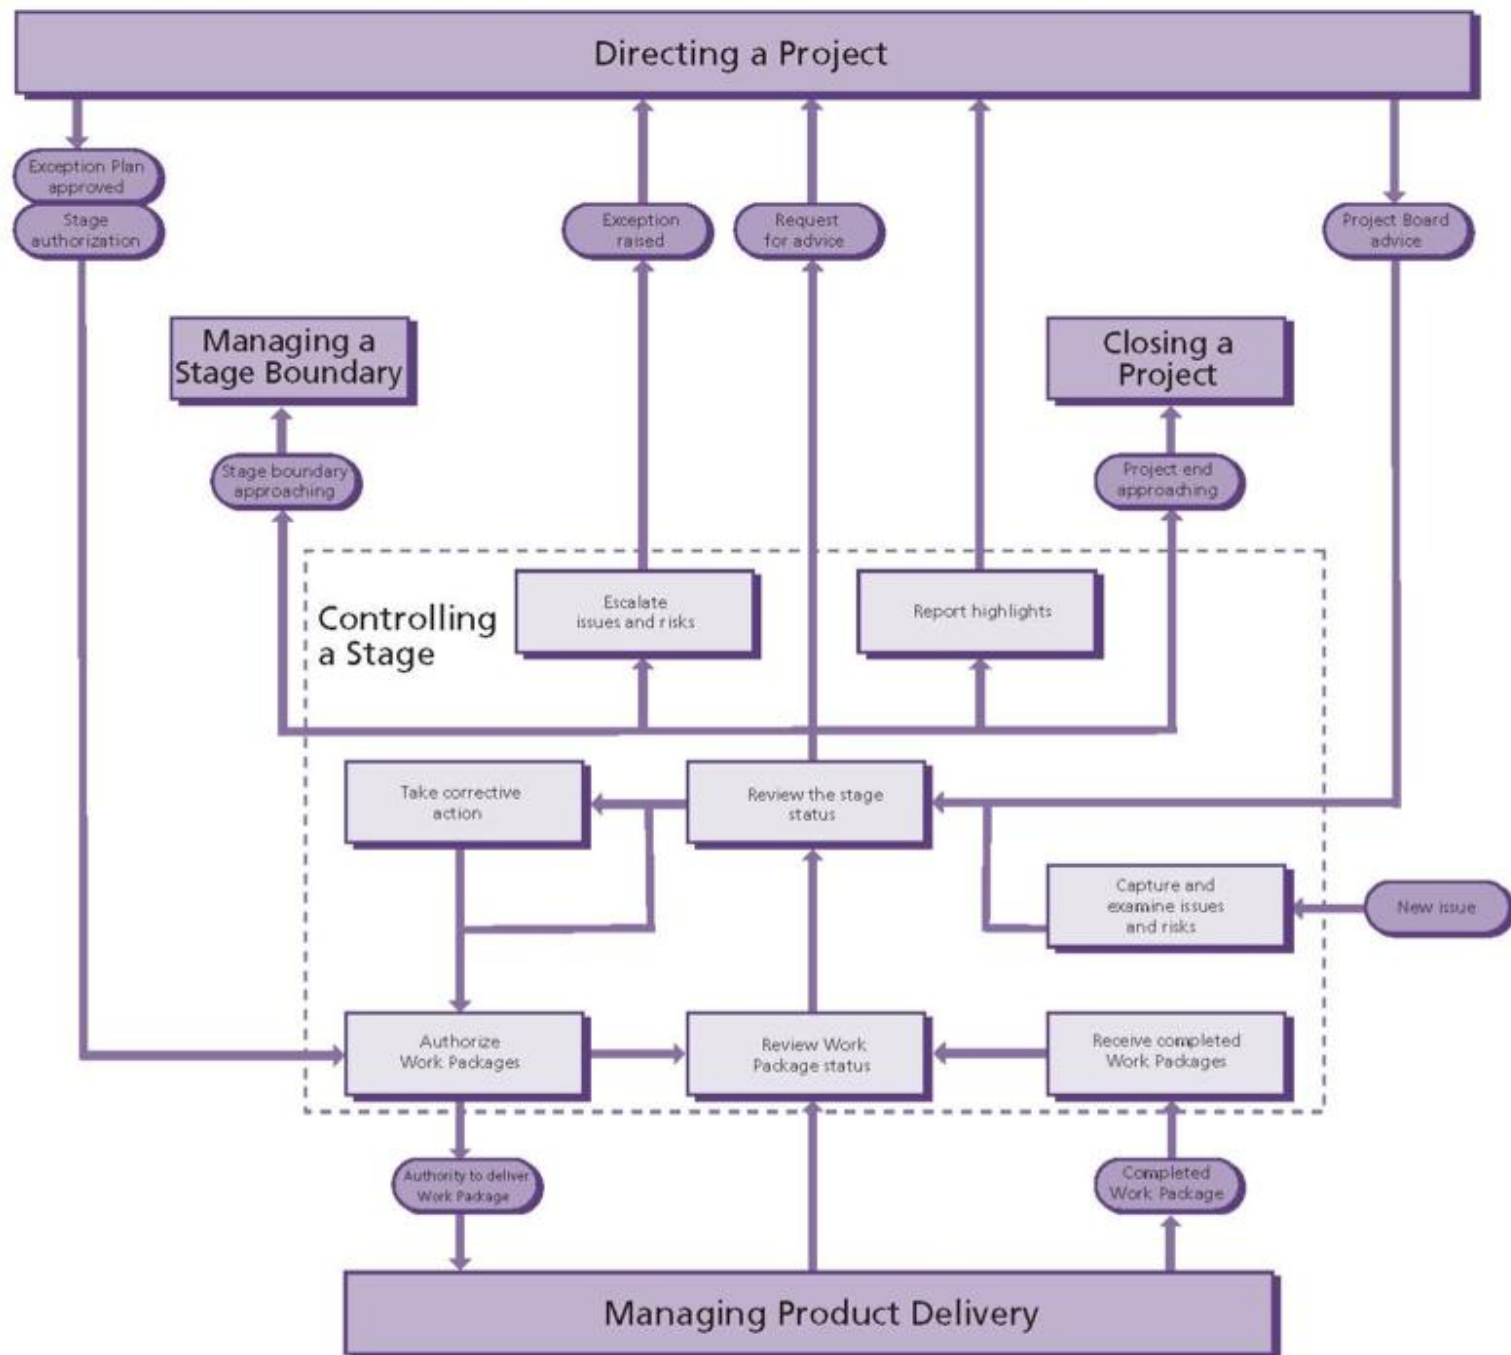 Directing a Project
Exception Plan
approved
Stage
authorization
Exception
raised
Request
for advice
Project Board
advice
Managing a
Stage Boundary
Closing a
Project
Stage boundary
approaching
Project end
approaching
Controlling
a Stage
Escalate
issues and risks
Report highlights
Take corrective
action
Review the stage
status
Capture and
examine issues
and risks
New issue
Authorize
Work Packages
Review Work
Package status
Receive completed
Work Packages
Authority to deliver
Work Package
Completed
Work Package
Managing Product Delivery